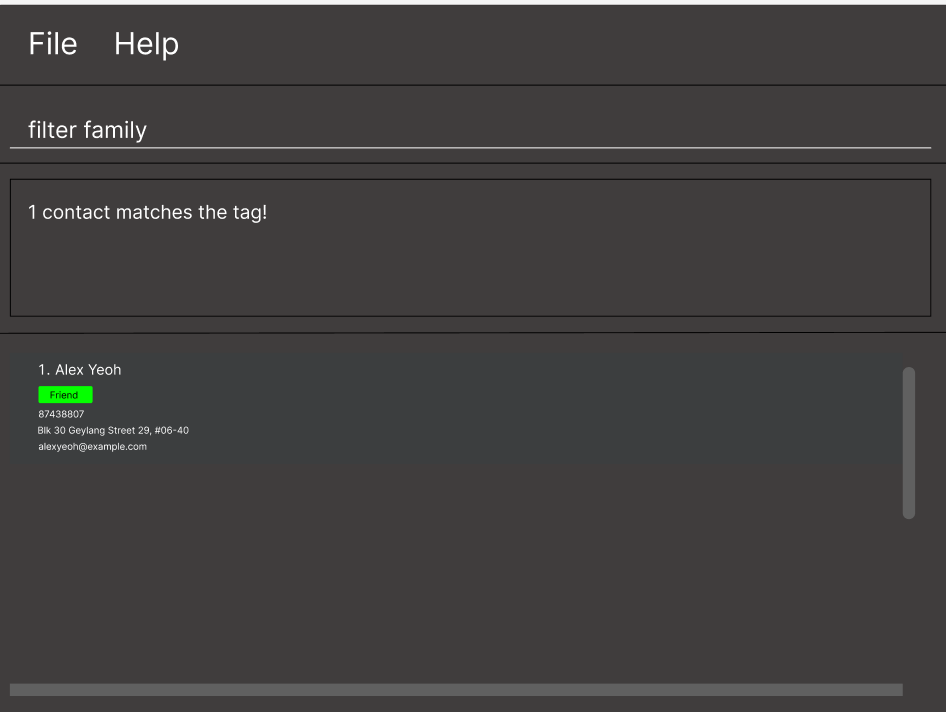 File Help
filter family
1 contact matches the tag!
1. Alex Yeoh
Friend
87438807
Blk 30 Geylang Street 29, #06-40
alexyeoh@example.com